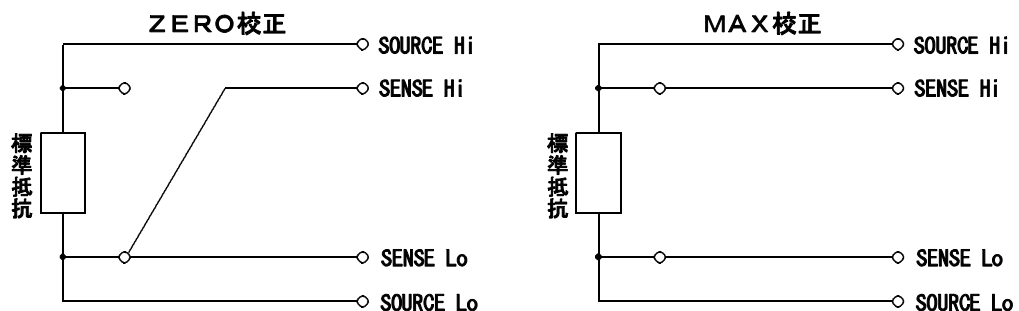 ZERO校正
SOURCE Hi
SENSE Hi
標準抵抗
SENSE Lo
SOURCE Lo
MAX校正
SOURCE Hi
SENSE Hi
標準抵抗
SENSE Lo
SOURCE Lo